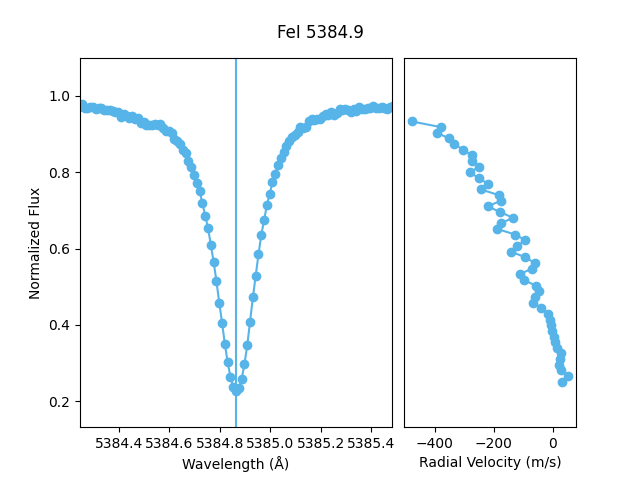 FeI 5384.9
Normalized Flux
1.0
0.8
0.6
0.4
0.2
5384.4 5384.6 5384.8 5385.0 5385.2 5385.4
Wavelength (Å)
−400 −200 0
Radial Velocity (m/s)